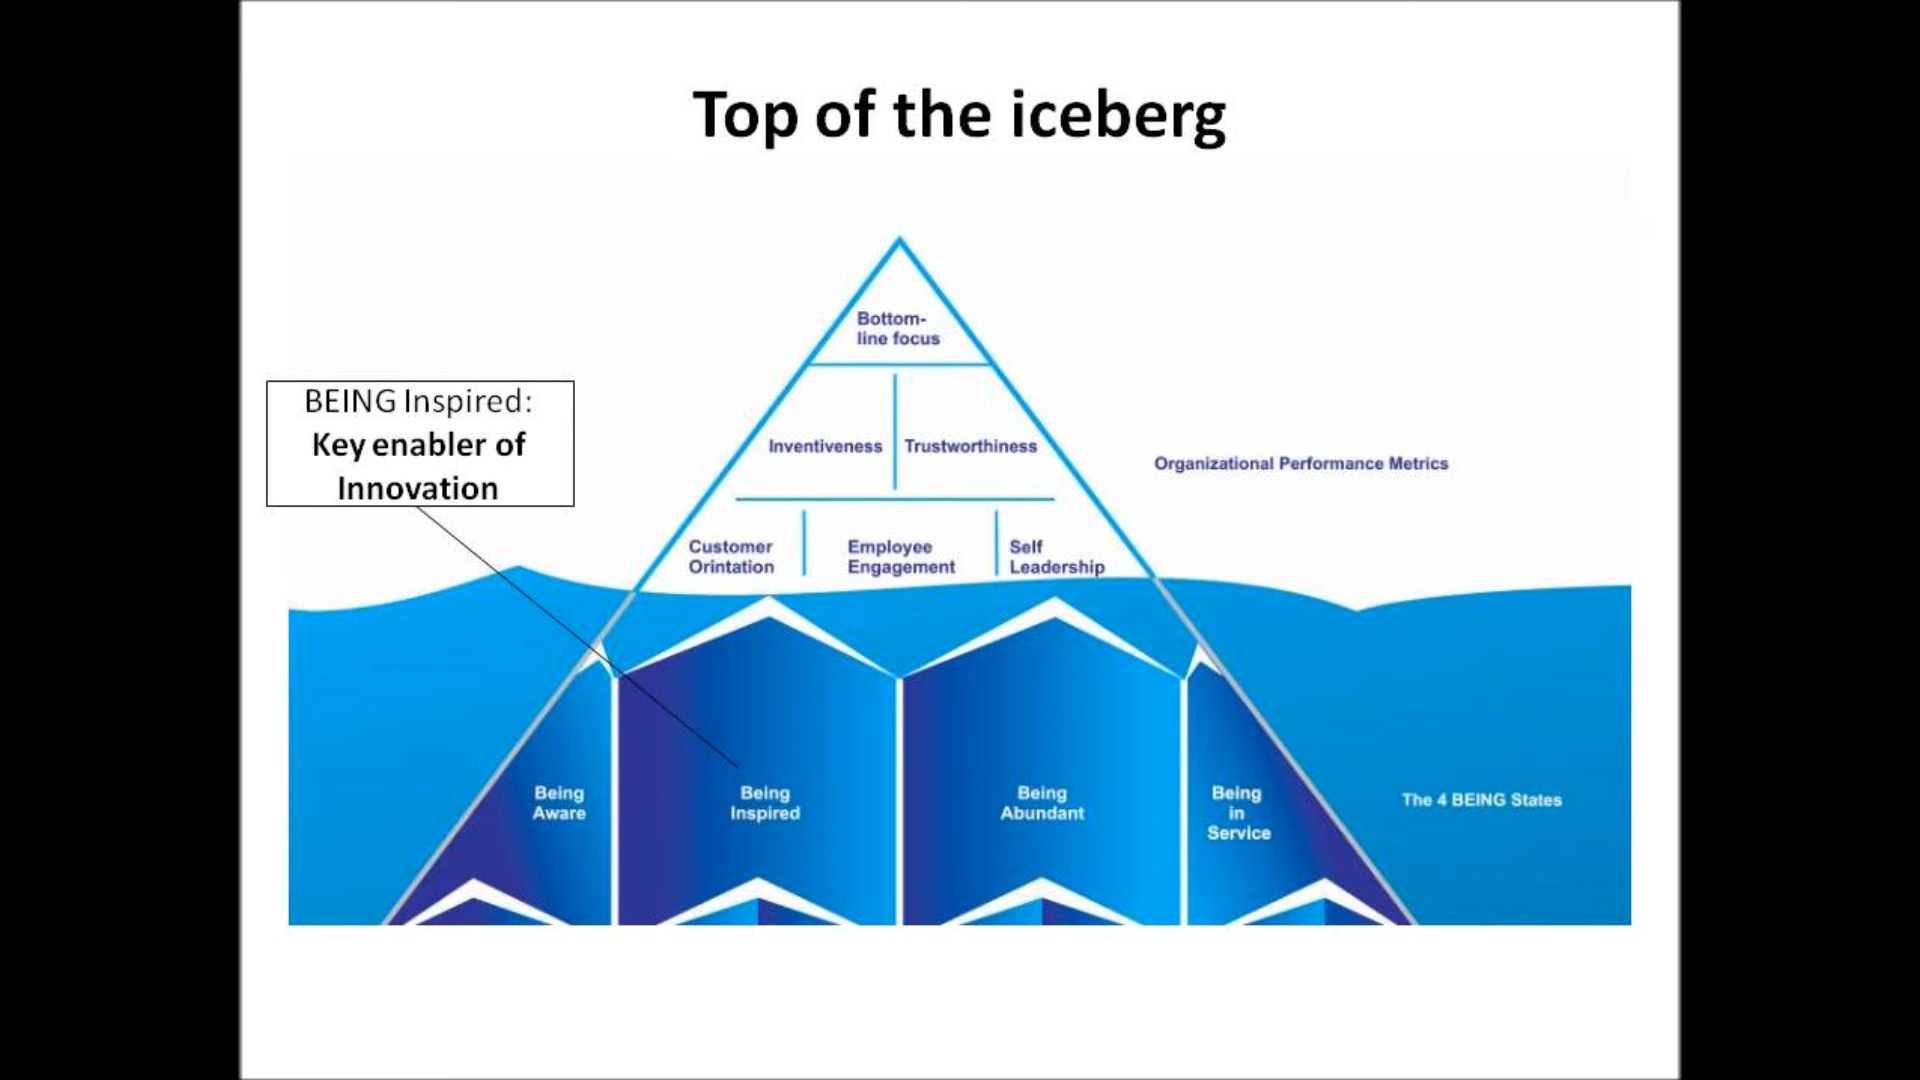 Top of the iceberg
Bottom-
line focus
BEING Inspired:
Key enabler of
Innovation
Inventiveness
Trustworthiness
Organizational Performance Metrics
Customer
Orintation
Employee
Engagement
Self
Leadership
Being
Aware
Being
Inspired
Being
Abundant
Being
in
Service
The 4 BEING States